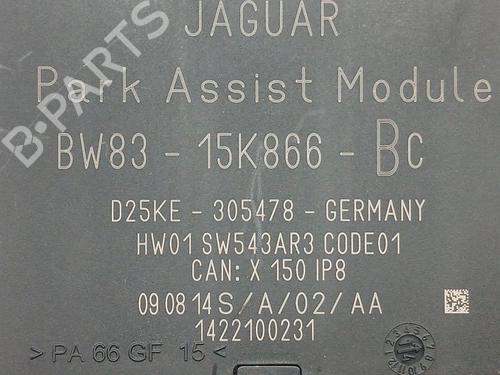 JAGUAR
Park Assist Module
BW83 - 15K866 - Bc
D25KE - 305478 - GERMANY
HW01 SW543AR3 CODE01
CAN: X 150 IP8
09 08 14 S/A/02/AA
1422100231
> PA 66 GF 15 <
B-PARTS